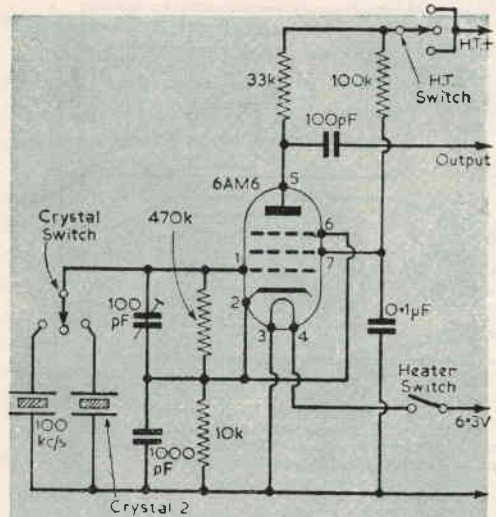 33k
100k
H.T.+
H.T.
Switch
100pF
Output
6AM6
5
Crystal
Switch
470k
6
7
1
100
pF
2
3
4
0·1µF
Heater
Switch
1000
pF
10k
6·3V
100
kc/s
Crystal 2